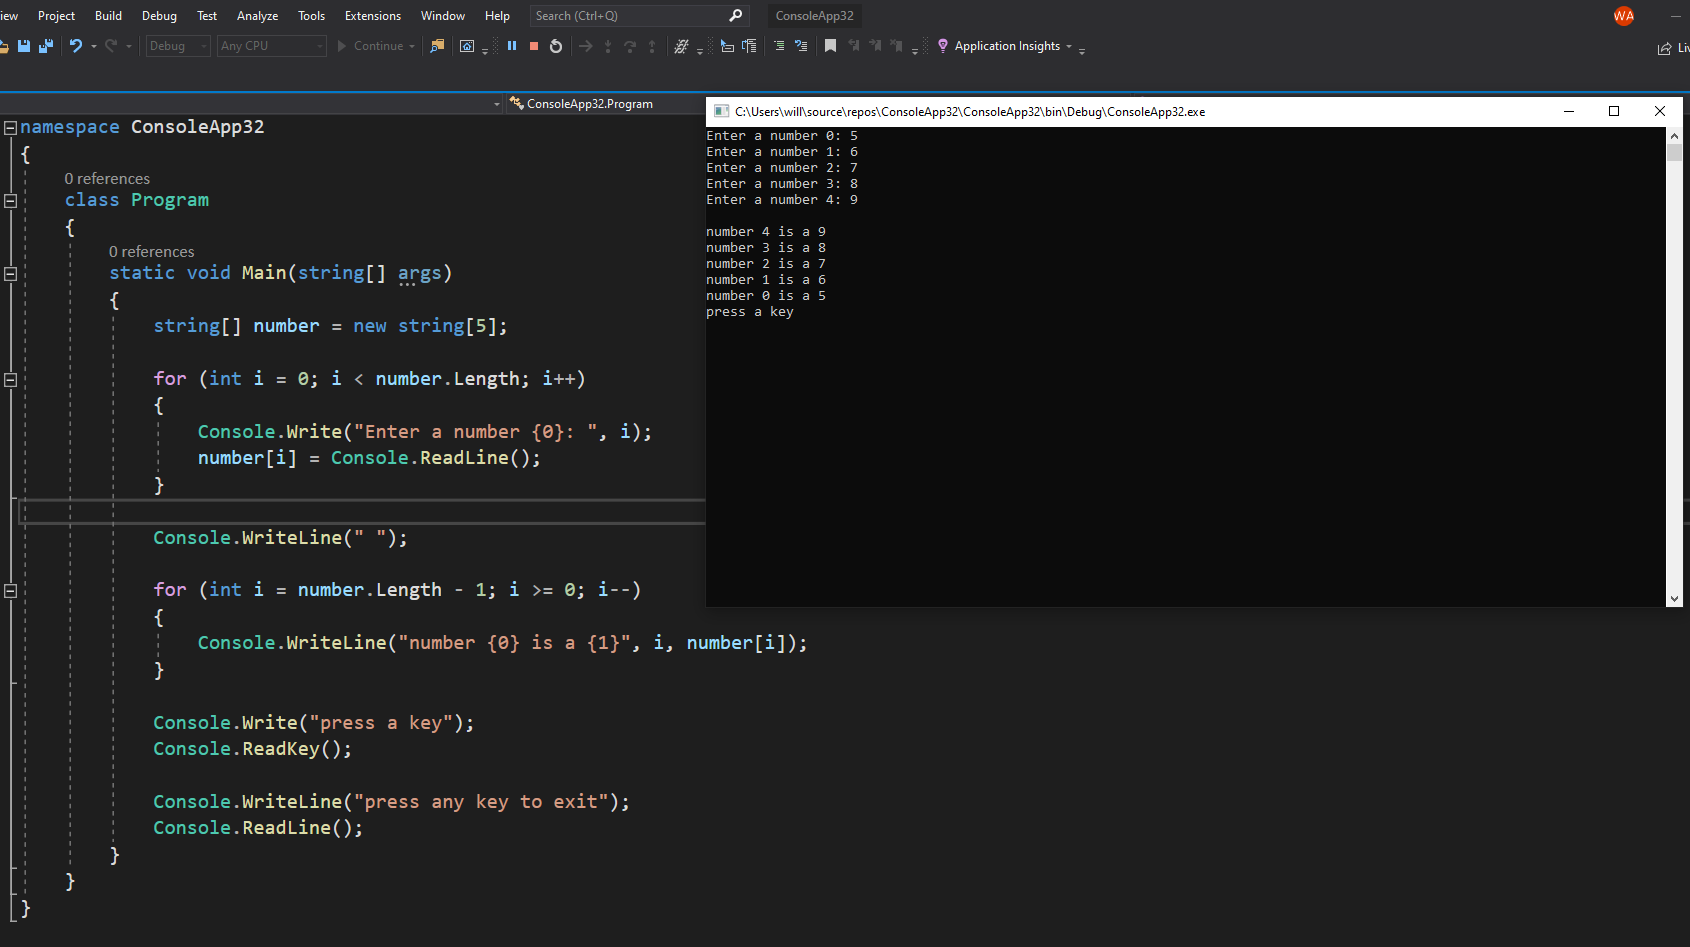 iew Project Build Debug Test Analyze Tools Extensions Window Help Search (Ctrl+Q) ConsoleApp32 WA
Debug Any CPU Continue Application Insights Liv
ConsoleApp32.Program
namespace ConsoleApp32
{
0 references
class Program
{
0 references
static void Main(string[] args)
{
string[] number = new string[5];
for (int i = 0; i < number.Length; i++)
{
Console.Write("Enter a number {0}: ", i);
number[i] = Console.ReadLine();
}
Console.WriteLine(" ");
for (int i = number.Length - 1; i >= 0; i--)
{
Console.WriteLine("number {0} is a {1}", i, number[i]);
}
Console.Write("press a key");
Console.ReadKey();
Console.WriteLine("press any key to exit");
Console.ReadLine();
}
}
}
C:\Users\will\source\repos\ConsoleApp32\ConsoleApp32\bin\Debug\ConsoleApp32.exe
Enter a number 0: 5
Enter a number 1: 6
Enter a number 2: 7
Enter a number 3: 8
Enter a number 4: 9
number 4 is a 9
number 3 is a 8
number 2 is a 7
number 1 is a 6
number 0 is a 5
press a key